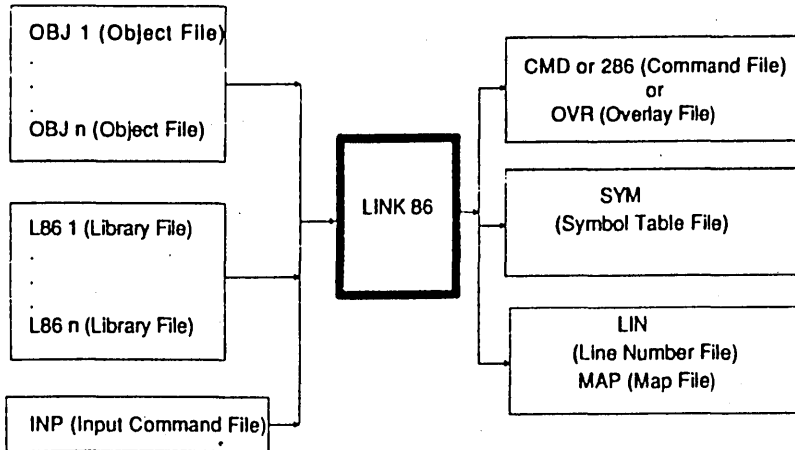 OBJ 1 (Object File)
.
.
.
OBJ n (Object File)
L86 1 (Library File)
.
.
.
L86 n (Library File)
INP (Input Command File)
LINK 86
CMD or 286 (Command File)
or
OVR (Overlay File)
SYM
(Symbol Table File)
LIN
(Line Number File)
MAP (Map File)